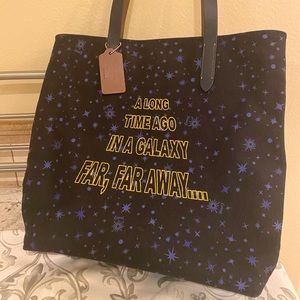 A LONG
TIME AGO
IN A GALAXY
FAR, FAR AWAY....